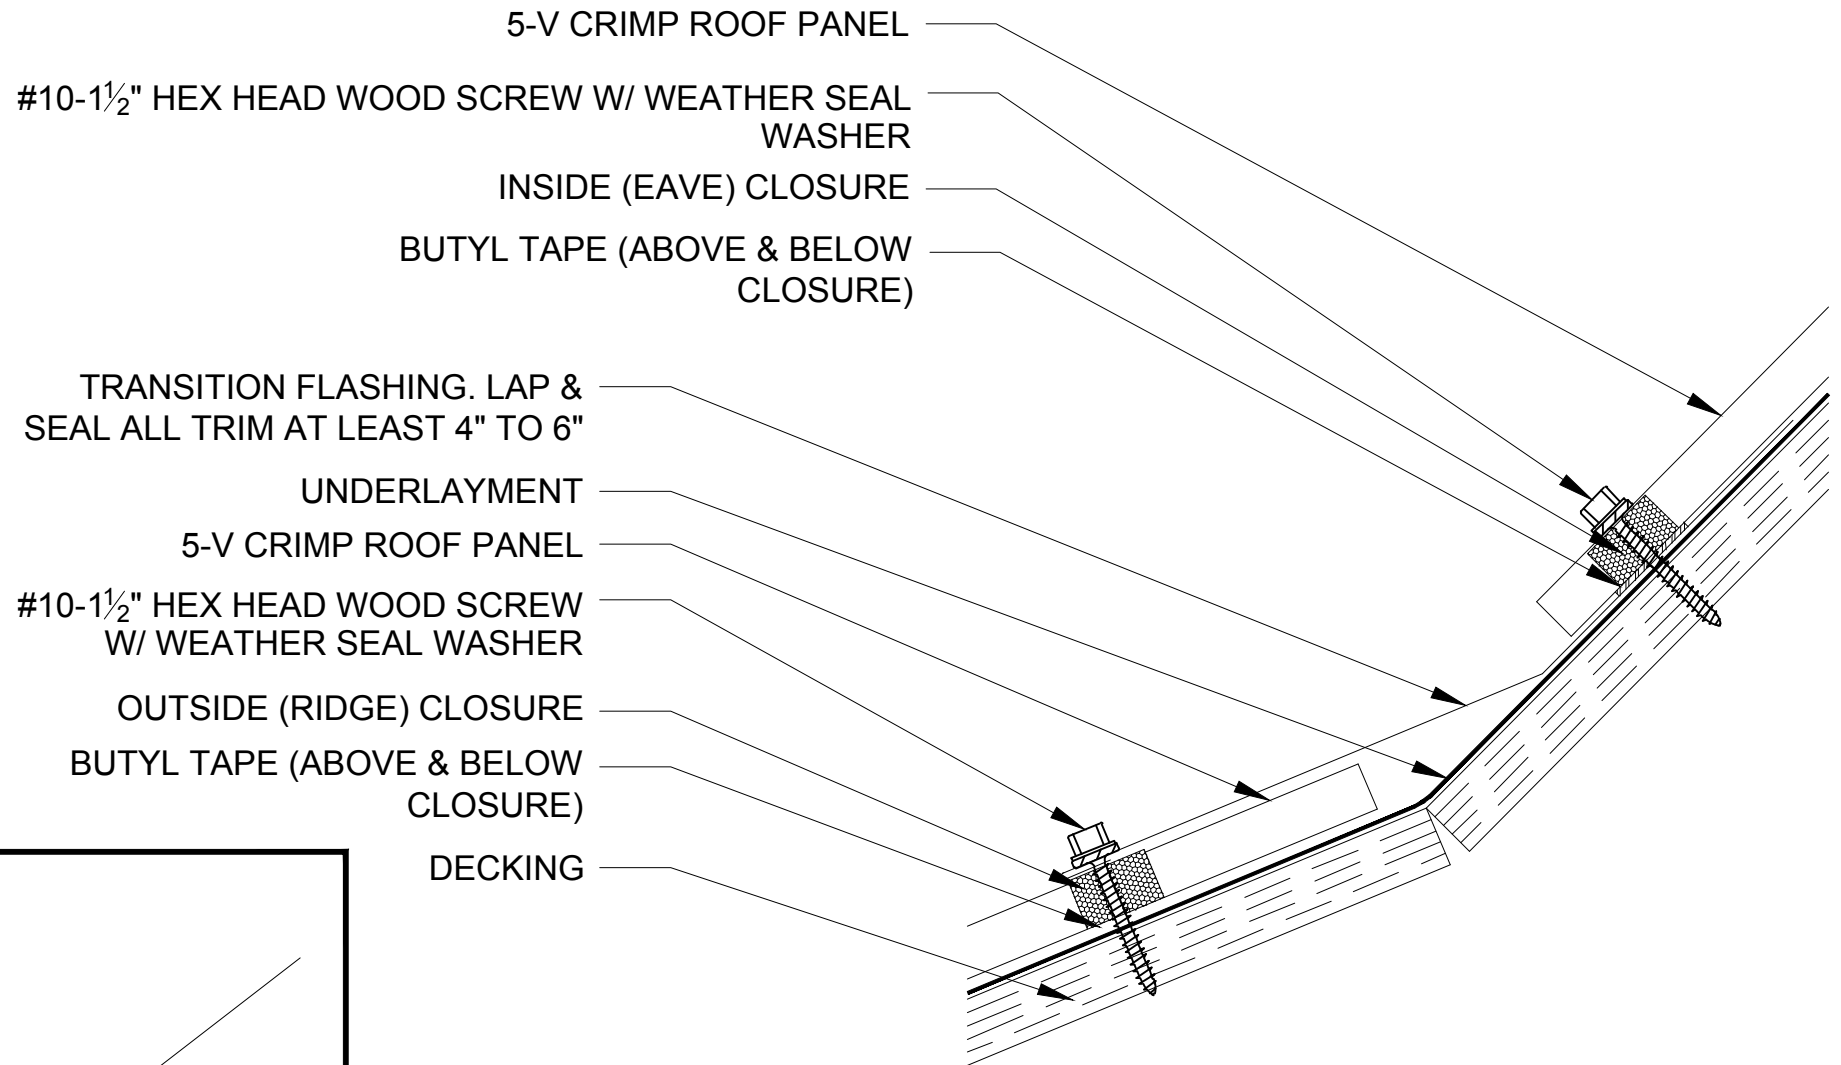 5-V CRIMP ROOF PANEL
#10-1½" HEX HEAD WOOD SCREW W/ WEATHER SEAL
WASHER
INSIDE (EAVE) CLOSURE
BUTYL TAPE (ABOVE & BELOW
CLOSURE)
TRANSITION FLASHING. LAP &
SEAL ALL TRIM AT LEAST 4" TO 6"
UNDERLAYMENT
5-V CRIMP ROOF PANEL
#10-1½" HEX HEAD WOOD SCREW
W/ WEATHER SEAL WASHER
OUTSIDE (RIDGE) CLOSURE
BUTYL TAPE (ABOVE & BELOW
CLOSURE)
DECKING